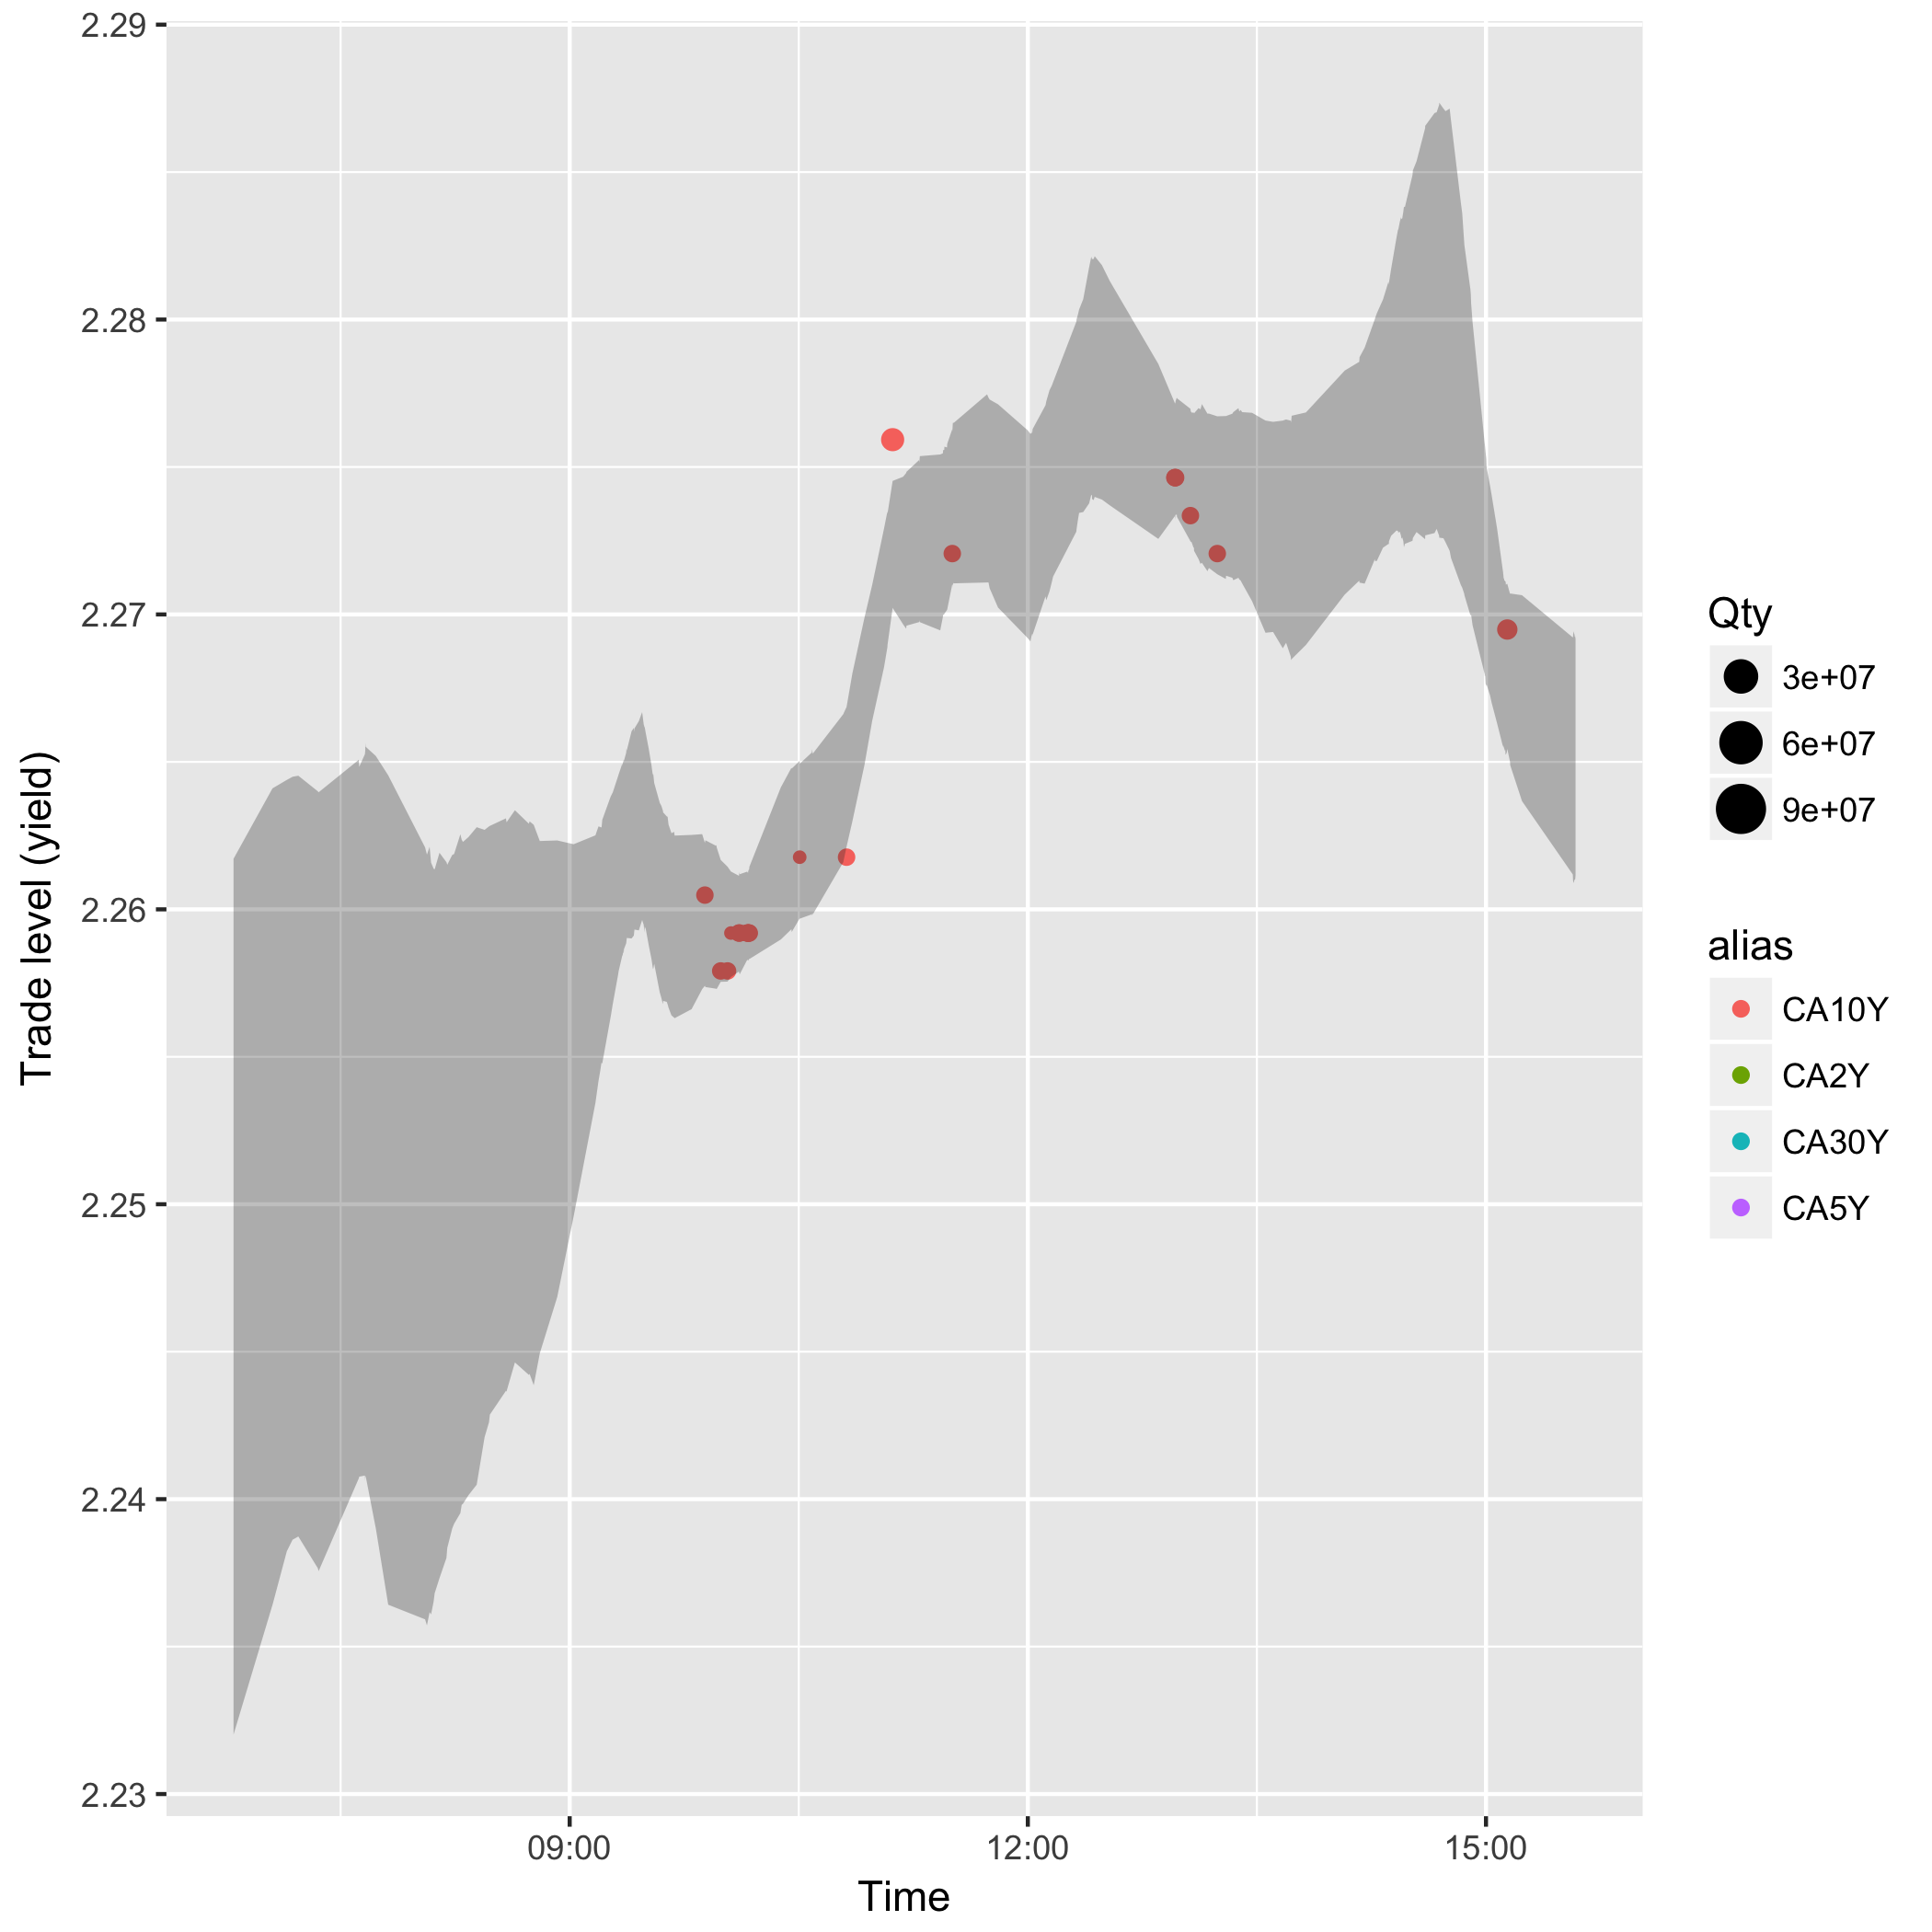 2.29
2.28
2.27
2.26
2.25
2.24
2.23
Trade level (yield)
09:00
12:00
15:00
Time
Qty
3e+07
6e+07
9e+07
alias
CA10Y
CA2Y
CA30Y
CA5Y